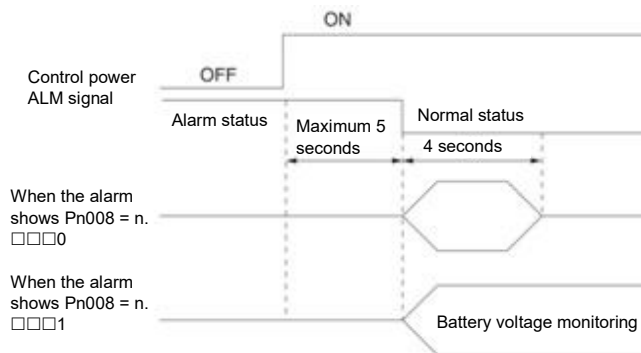 ON
OFF
Control power
ALM signal
Alarm status
Maximum 5
seconds
Normal status
4 seconds
When the alarm
shows Pn008 = n.
□□□0
When the alarm
shows Pn008 = n.
□□□1
Battery voltage monitoring